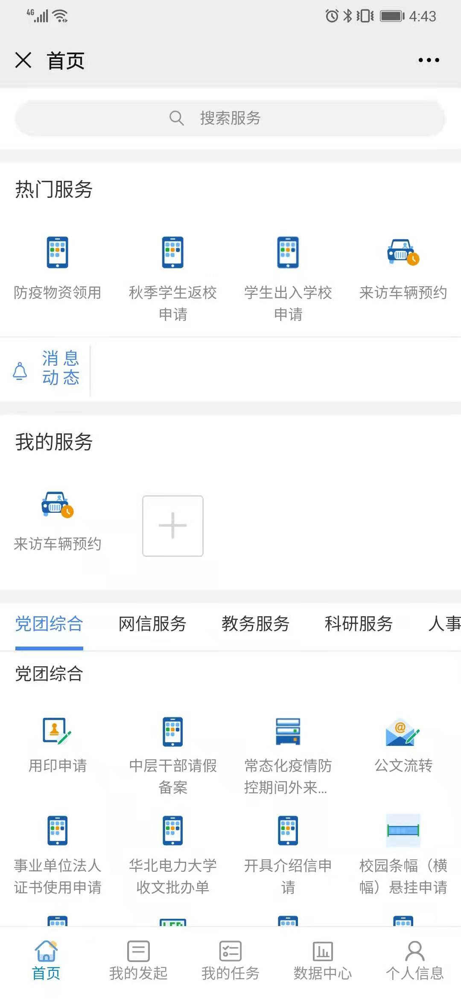 4G 4:43
首页
搜索服务
热门服务
防疫物资领用 秋季学生返校 学生出入学校 来访车辆预约
申请 申请
消息
动态
我的服务
来访车辆预约
党团综合 网信服务 教务服务 科研服务 人事
党团综合
用印申请 中层干部请假 常态化疫情防 公文流转
备案 控期间外来...
事业单位法人 华北电力大学 开具介绍信申 校园条幅（横
证书使用申请 收文批办单 请 幅）悬挂申请
首页 我的发起 我的任务 数据中心 个人信息